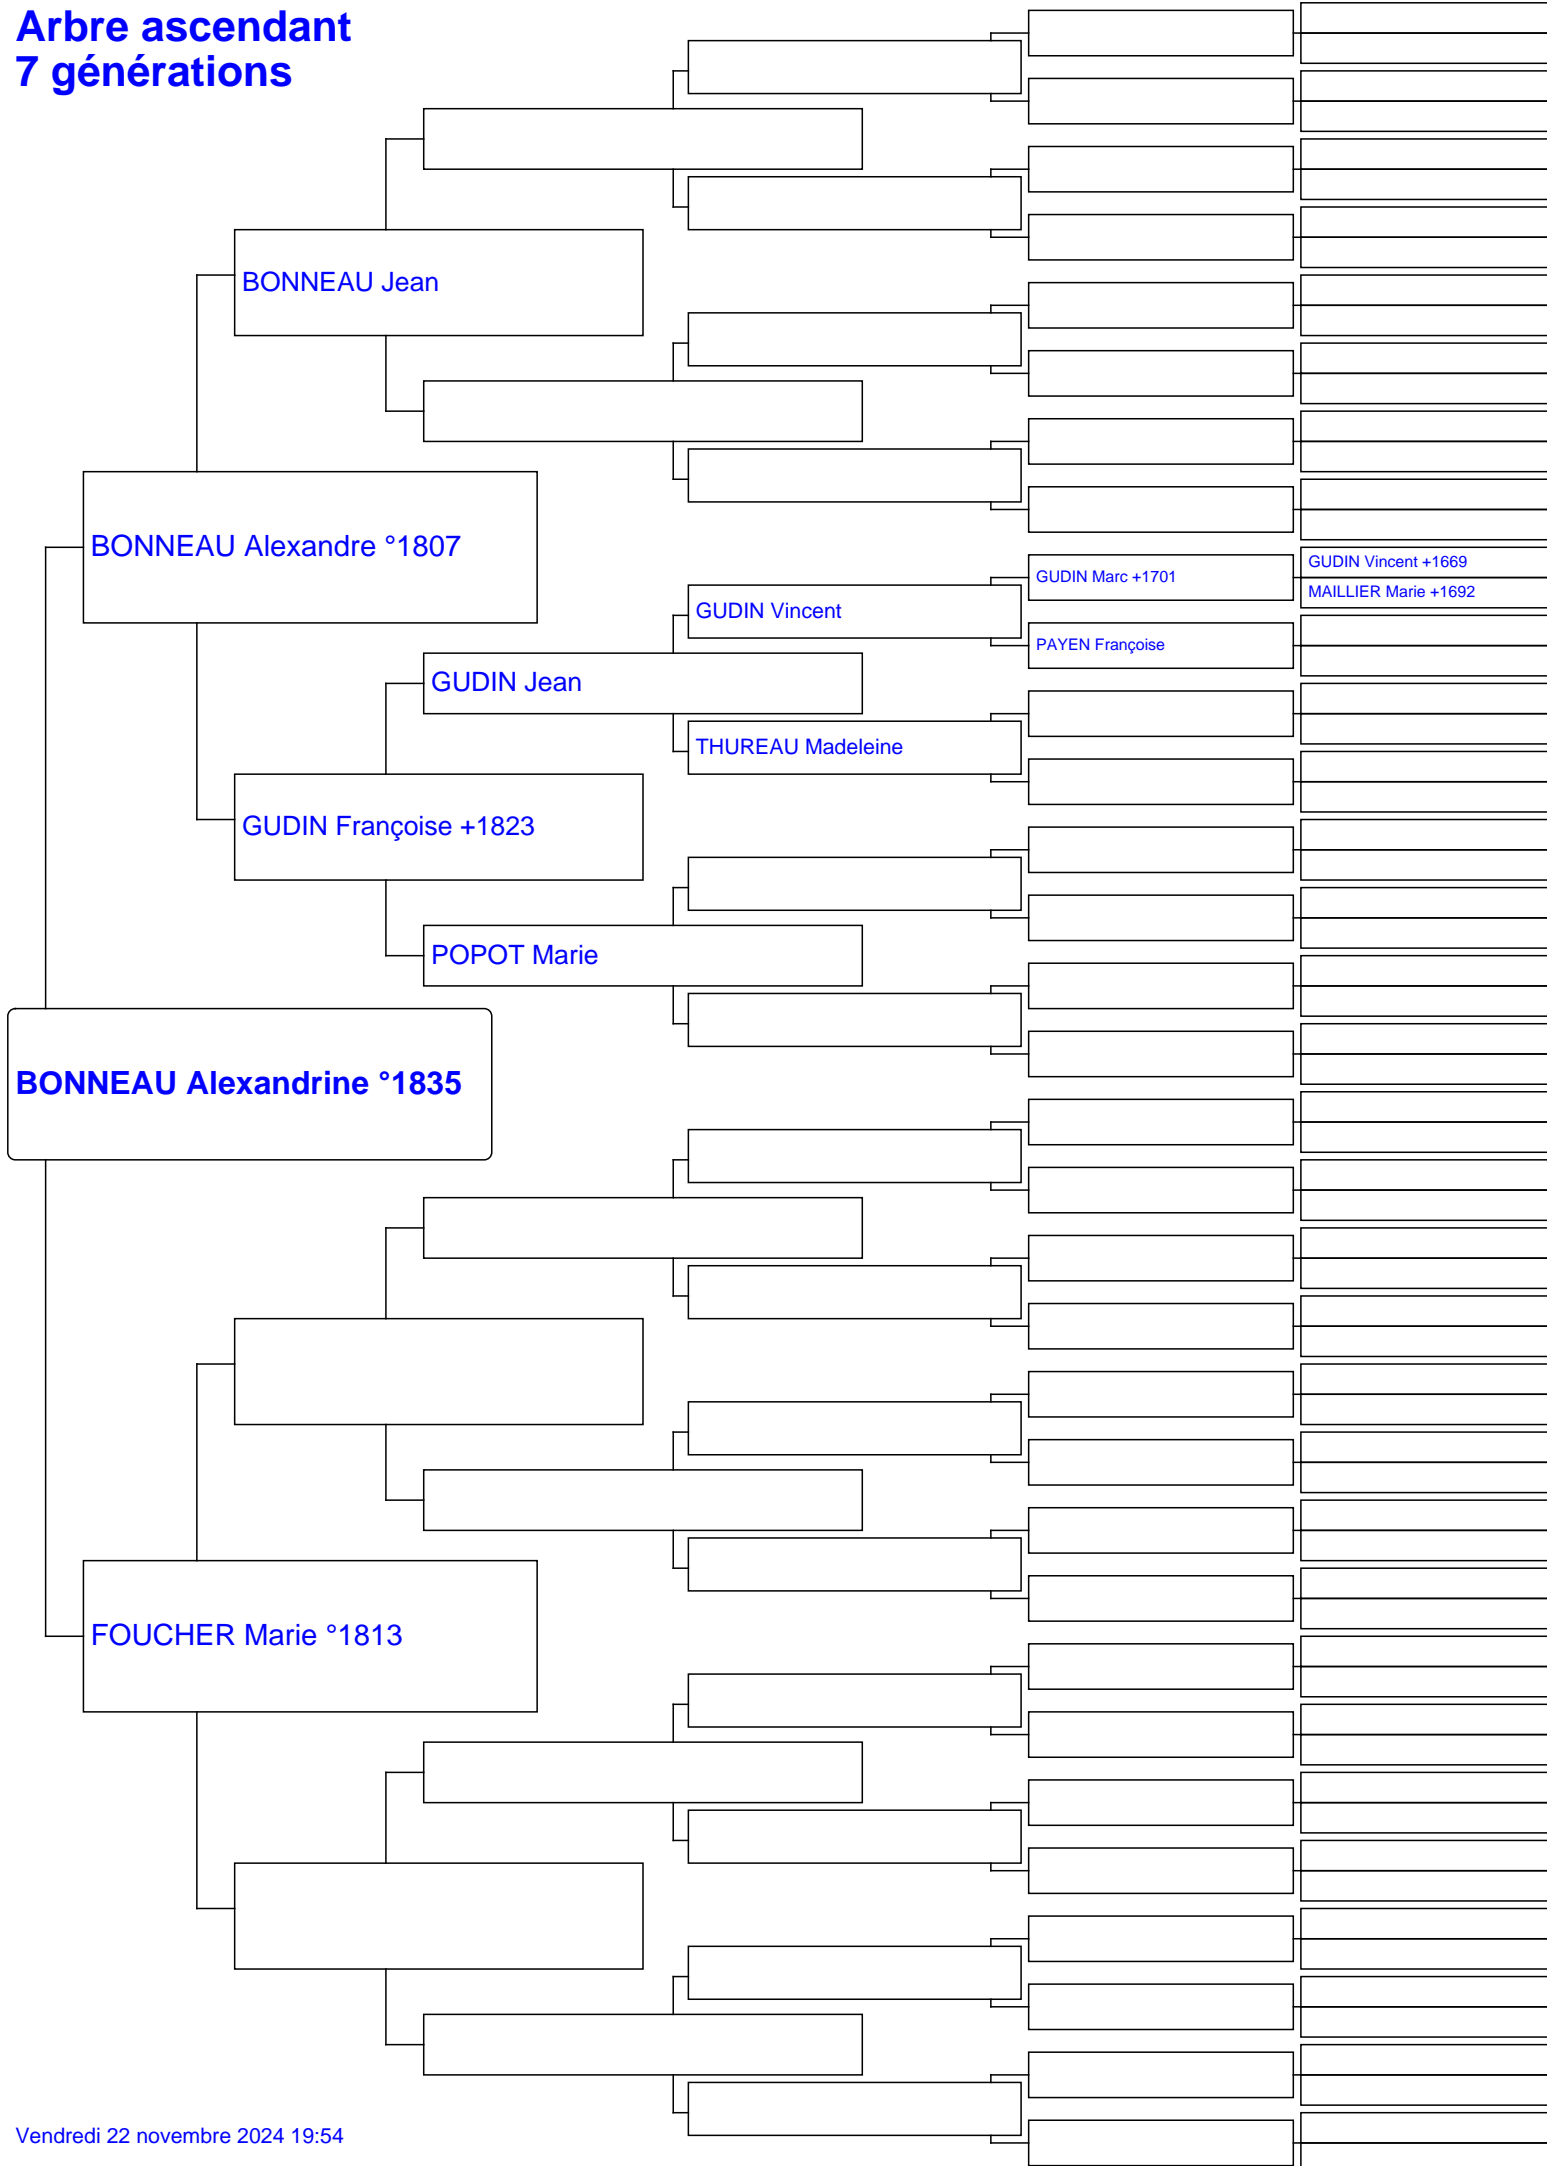 Arbre ascendant
7 générations
BONNEAU Jean
BONNEAU Alexandre °1807
GUDIN Vincent +1669
GUDIN Marc +1701
MAILLIER Marie +1692
GUDIN Vincent
PAYEN Françoise
GUDIN Jean
THUREAU Madeleine
GUDIN Françoise +1823
POPOT Marie
BONNEAU Alexandrine °1835
FOUCHER Marie °1813
Vendredi 22 novembre 2024 19:54